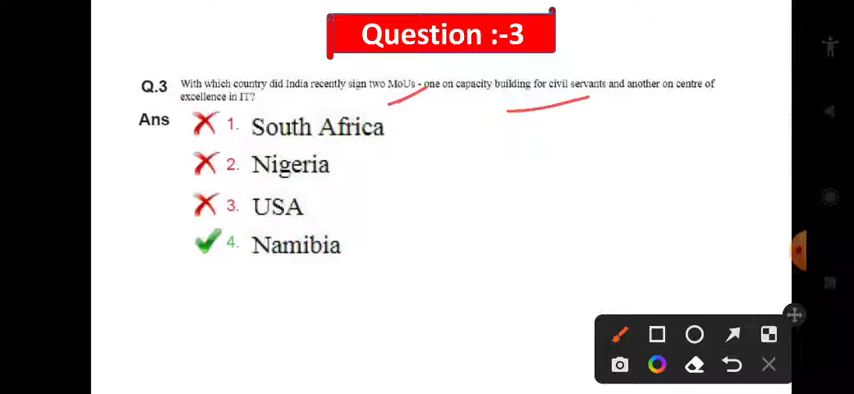 Question :-3
Q.3 With which country did India recently sign two MoUs - one on capacity building for civil servants and another on centre of
excellence in IT?
Ans 1. South Africa
2. Nigeria
3. USA
4. Namibia